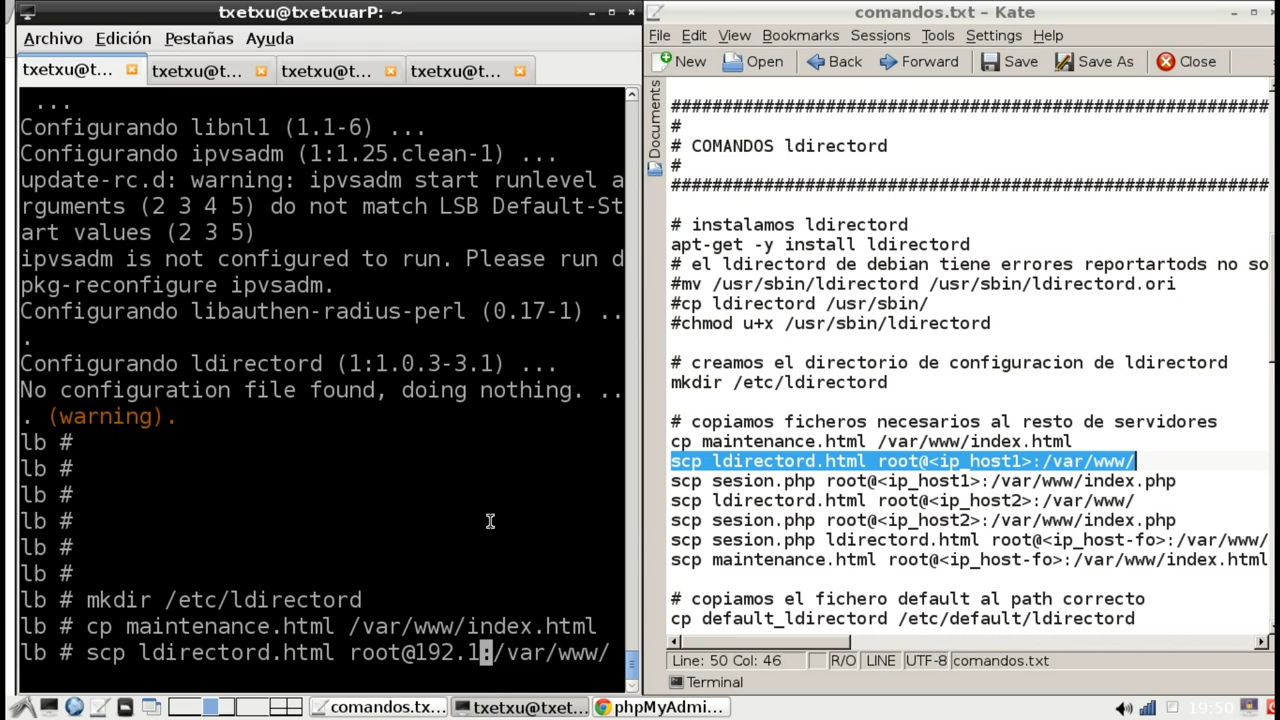 txetxu@txetxuarP: ~
Archivo Edición Pestañas Ayuda
txetxu@t... txetxu@t... txetxu@t... txetxu@t...
...
Configurando libnl1 (1.1-6) ...
Configurando ipvsadm (1:1.25.clean-1) ...
update-rc.d: warning: ipvsadm start runlevel a
rguments (2 3 4 5) do not match LSB Default-St
art values (2 3 5)
ipvsadm is not configured to run. Please run d
pkg-reconfigure ipvsadm.
Configurando libauthen-radius-perl (0.17-1) ..
.
Configurando ldirectord (1:1.0.3-3.1) ...
No configuration file found, doing nothing. ..
. (warning).
lb #
lb #
lb #
lb #
lb #
lb #
lb # mkdir /etc/ldirectord
lb # cp maintenance.html /var/www/index.html
lb # scp ldirectord.html root@192.1:/var/www/
comandos.txt – Kate
File Edit View Bookmarks Sessions Tools Settings Help
New Open Back Forward Save Save As Close
Documents
##########################################################
#
# COMANDOS ldirectord
#
##########################################################
# instalamos ldirectord
apt-get -y install ldirectord
# el ldirectord de debian tiene errores reportartods no so
#mv /usr/sbin/ldirectord /usr/sbin/ldirectord.ori
#cp ldirectord /usr/sbin/
#chmod u+x /usr/sbin/ldirectord
# creamos el directorio de configuracion de ldirectord
mkdir /etc/ldirectord
# copiamos ficheros necesarios al resto de servidores
cp maintenance.html /var/www/index.html
scp ldirectord.html root@<ip_host1>:/var/www/
scp sesion.php root@<ip_host1>:/var/www/index.php
scp ldirectord.html root@<ip_host2>:/var/www/
scp sesion.php root@<ip_host2>:/var/www/index.php
scp sesion.php ldirectord.html root@<ip_host-fo>:/var/www/
scp maintenance.html root@<ip_host-fo>:/var/www/index.html
# copiamos el fichero default al path correcto
cp default_ldirectord /etc/default/ldirectord
Line: 50 Col: 46 R/O LINE UTF-8 comandos.txt
Terminal
comandos.tx... txetxu@t... phpMyAdmi... 19:50